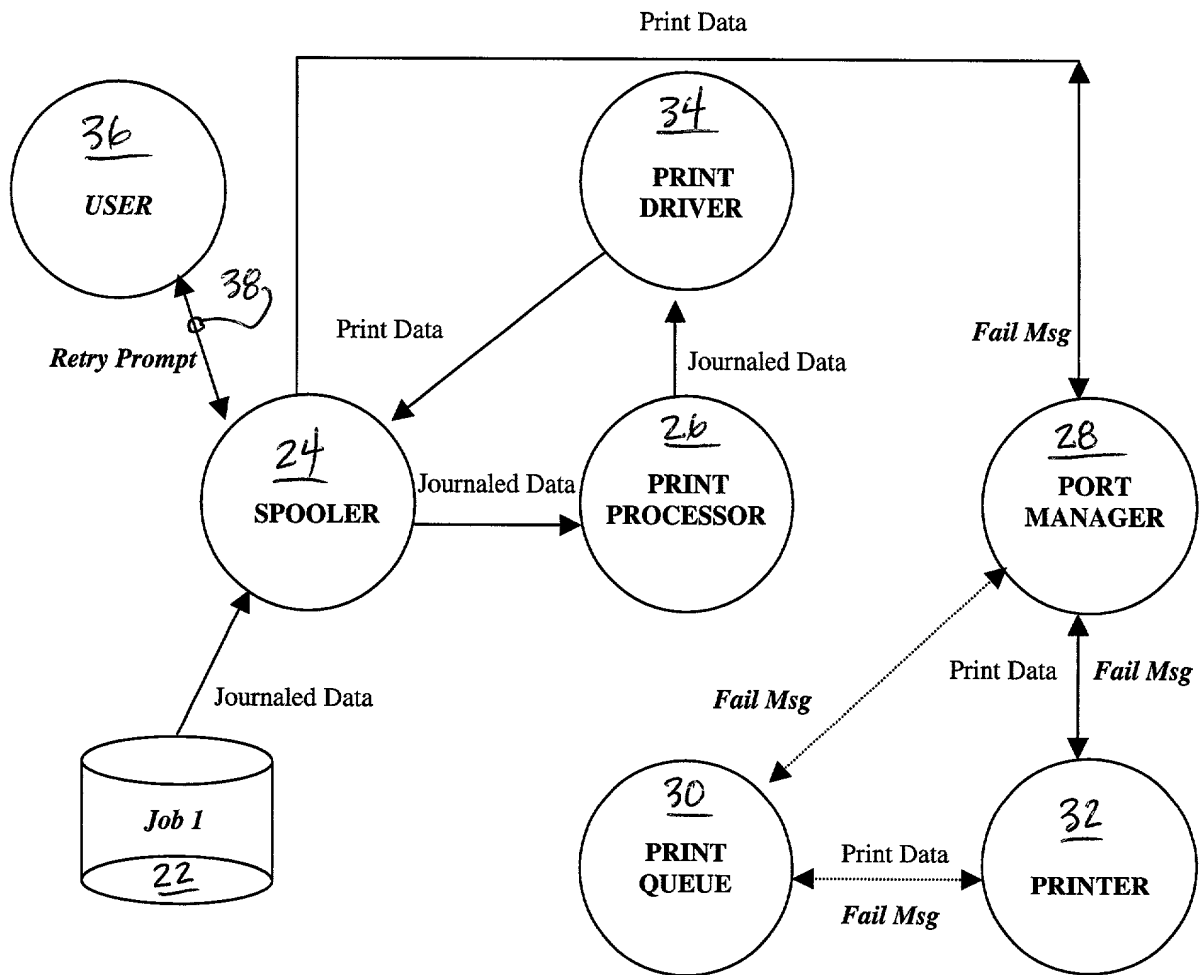 Print Data
36
USER
34
PRINT
DRIVER
38
Print Data
Fail Msg
Retry Prompt
Journaled Data
24
SPOOLER
Journaled Data
26
PRINT
PROCESSOR
28
PORT
MANAGER
Journaled Data
Print Data
Fail Msg
Fail Msg
Job 1
22
30
PRINT
QUEUE
Print Data
Fail Msg
32
PRINTER